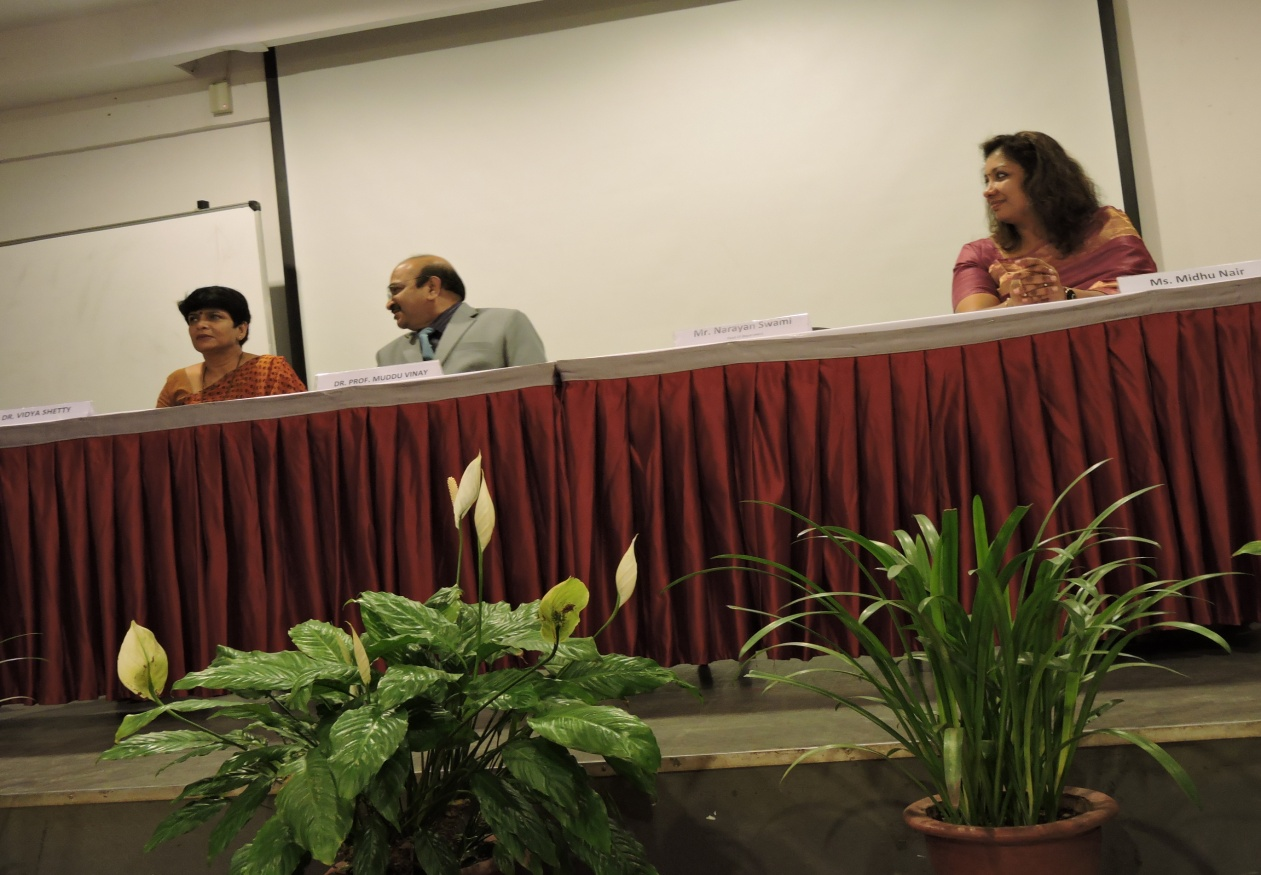 DR. VIDYA SHETTY
DR. PROF. MUDDU VINAY
Mr. Narayan Swami
Ms. Midhu Nair